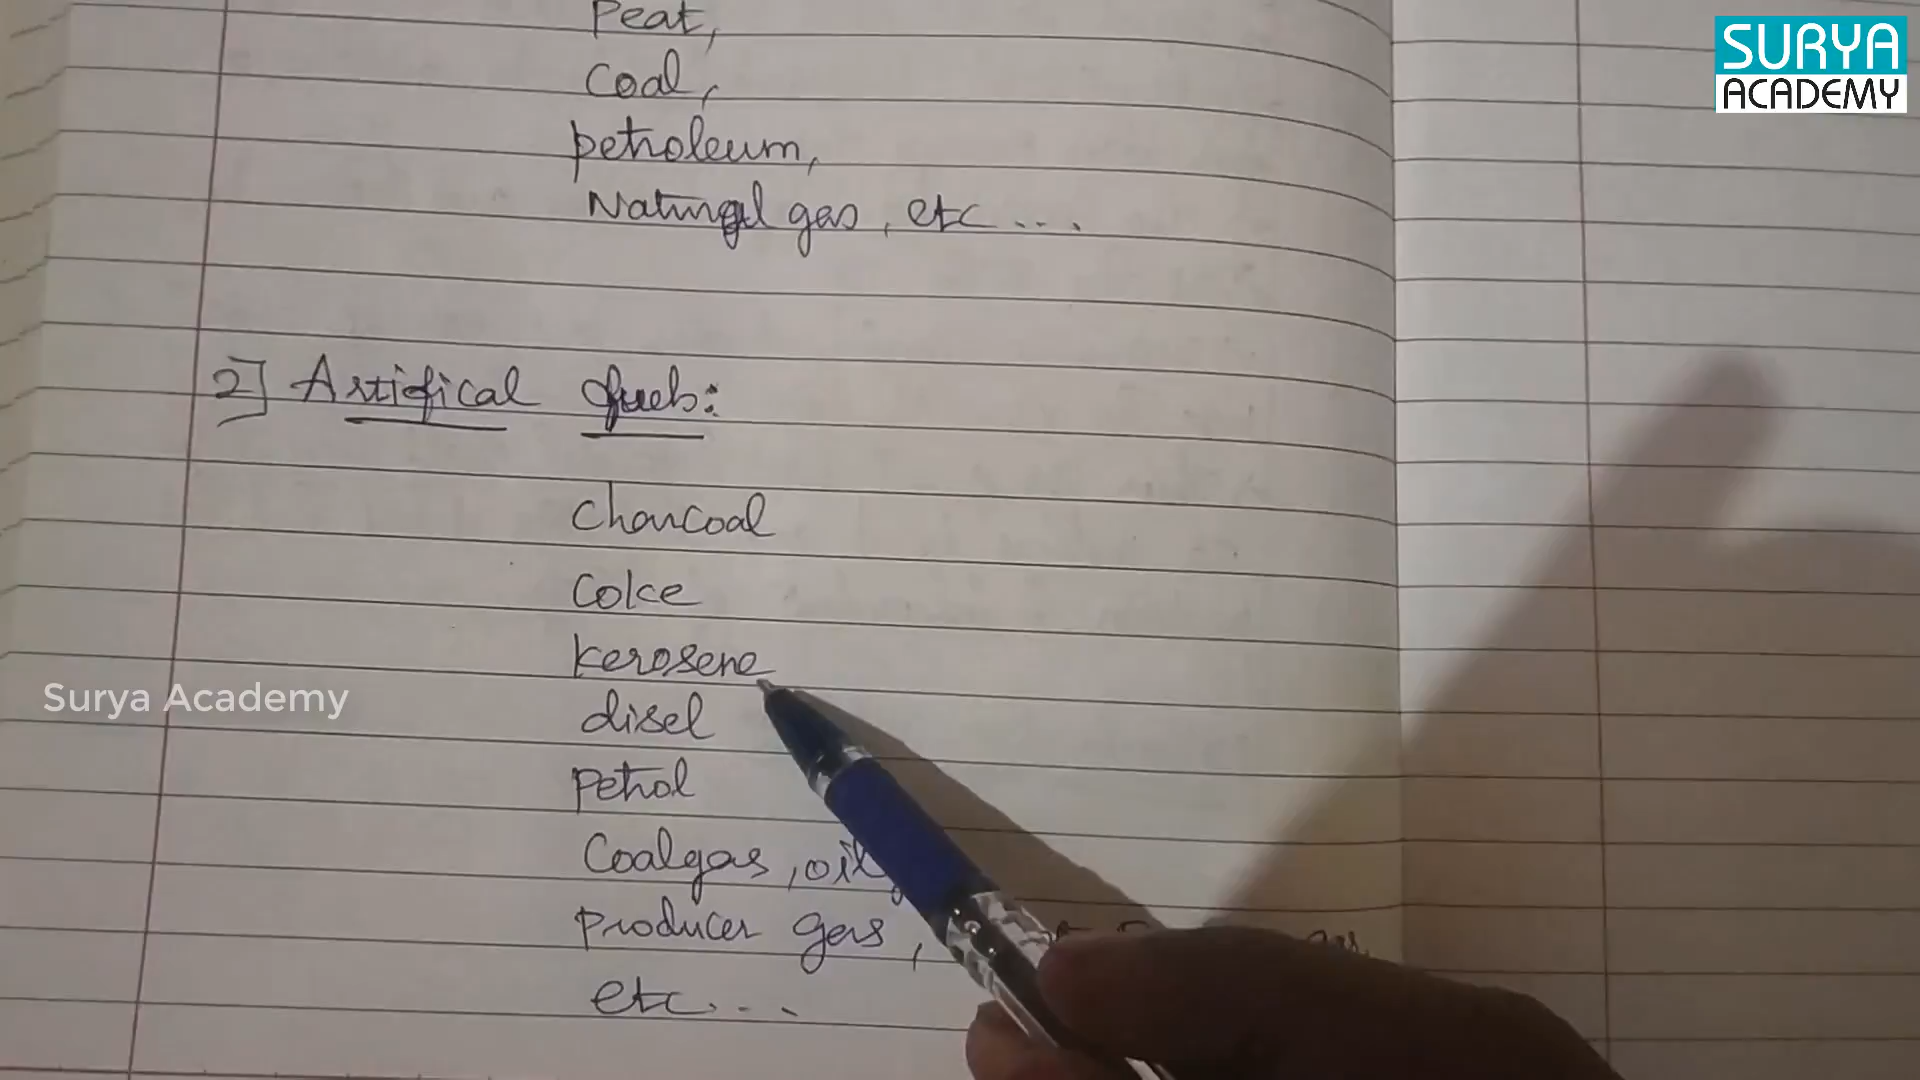 SURYA
ACADEMY
Peat,
Coal,
petroleum,
Natural gas, etc ...
2] Artifical fuels:
charcoal
Coke
kerosene
Surya Academy
disel
Petrol
Coalgas, oil
Producer gas,
etc...